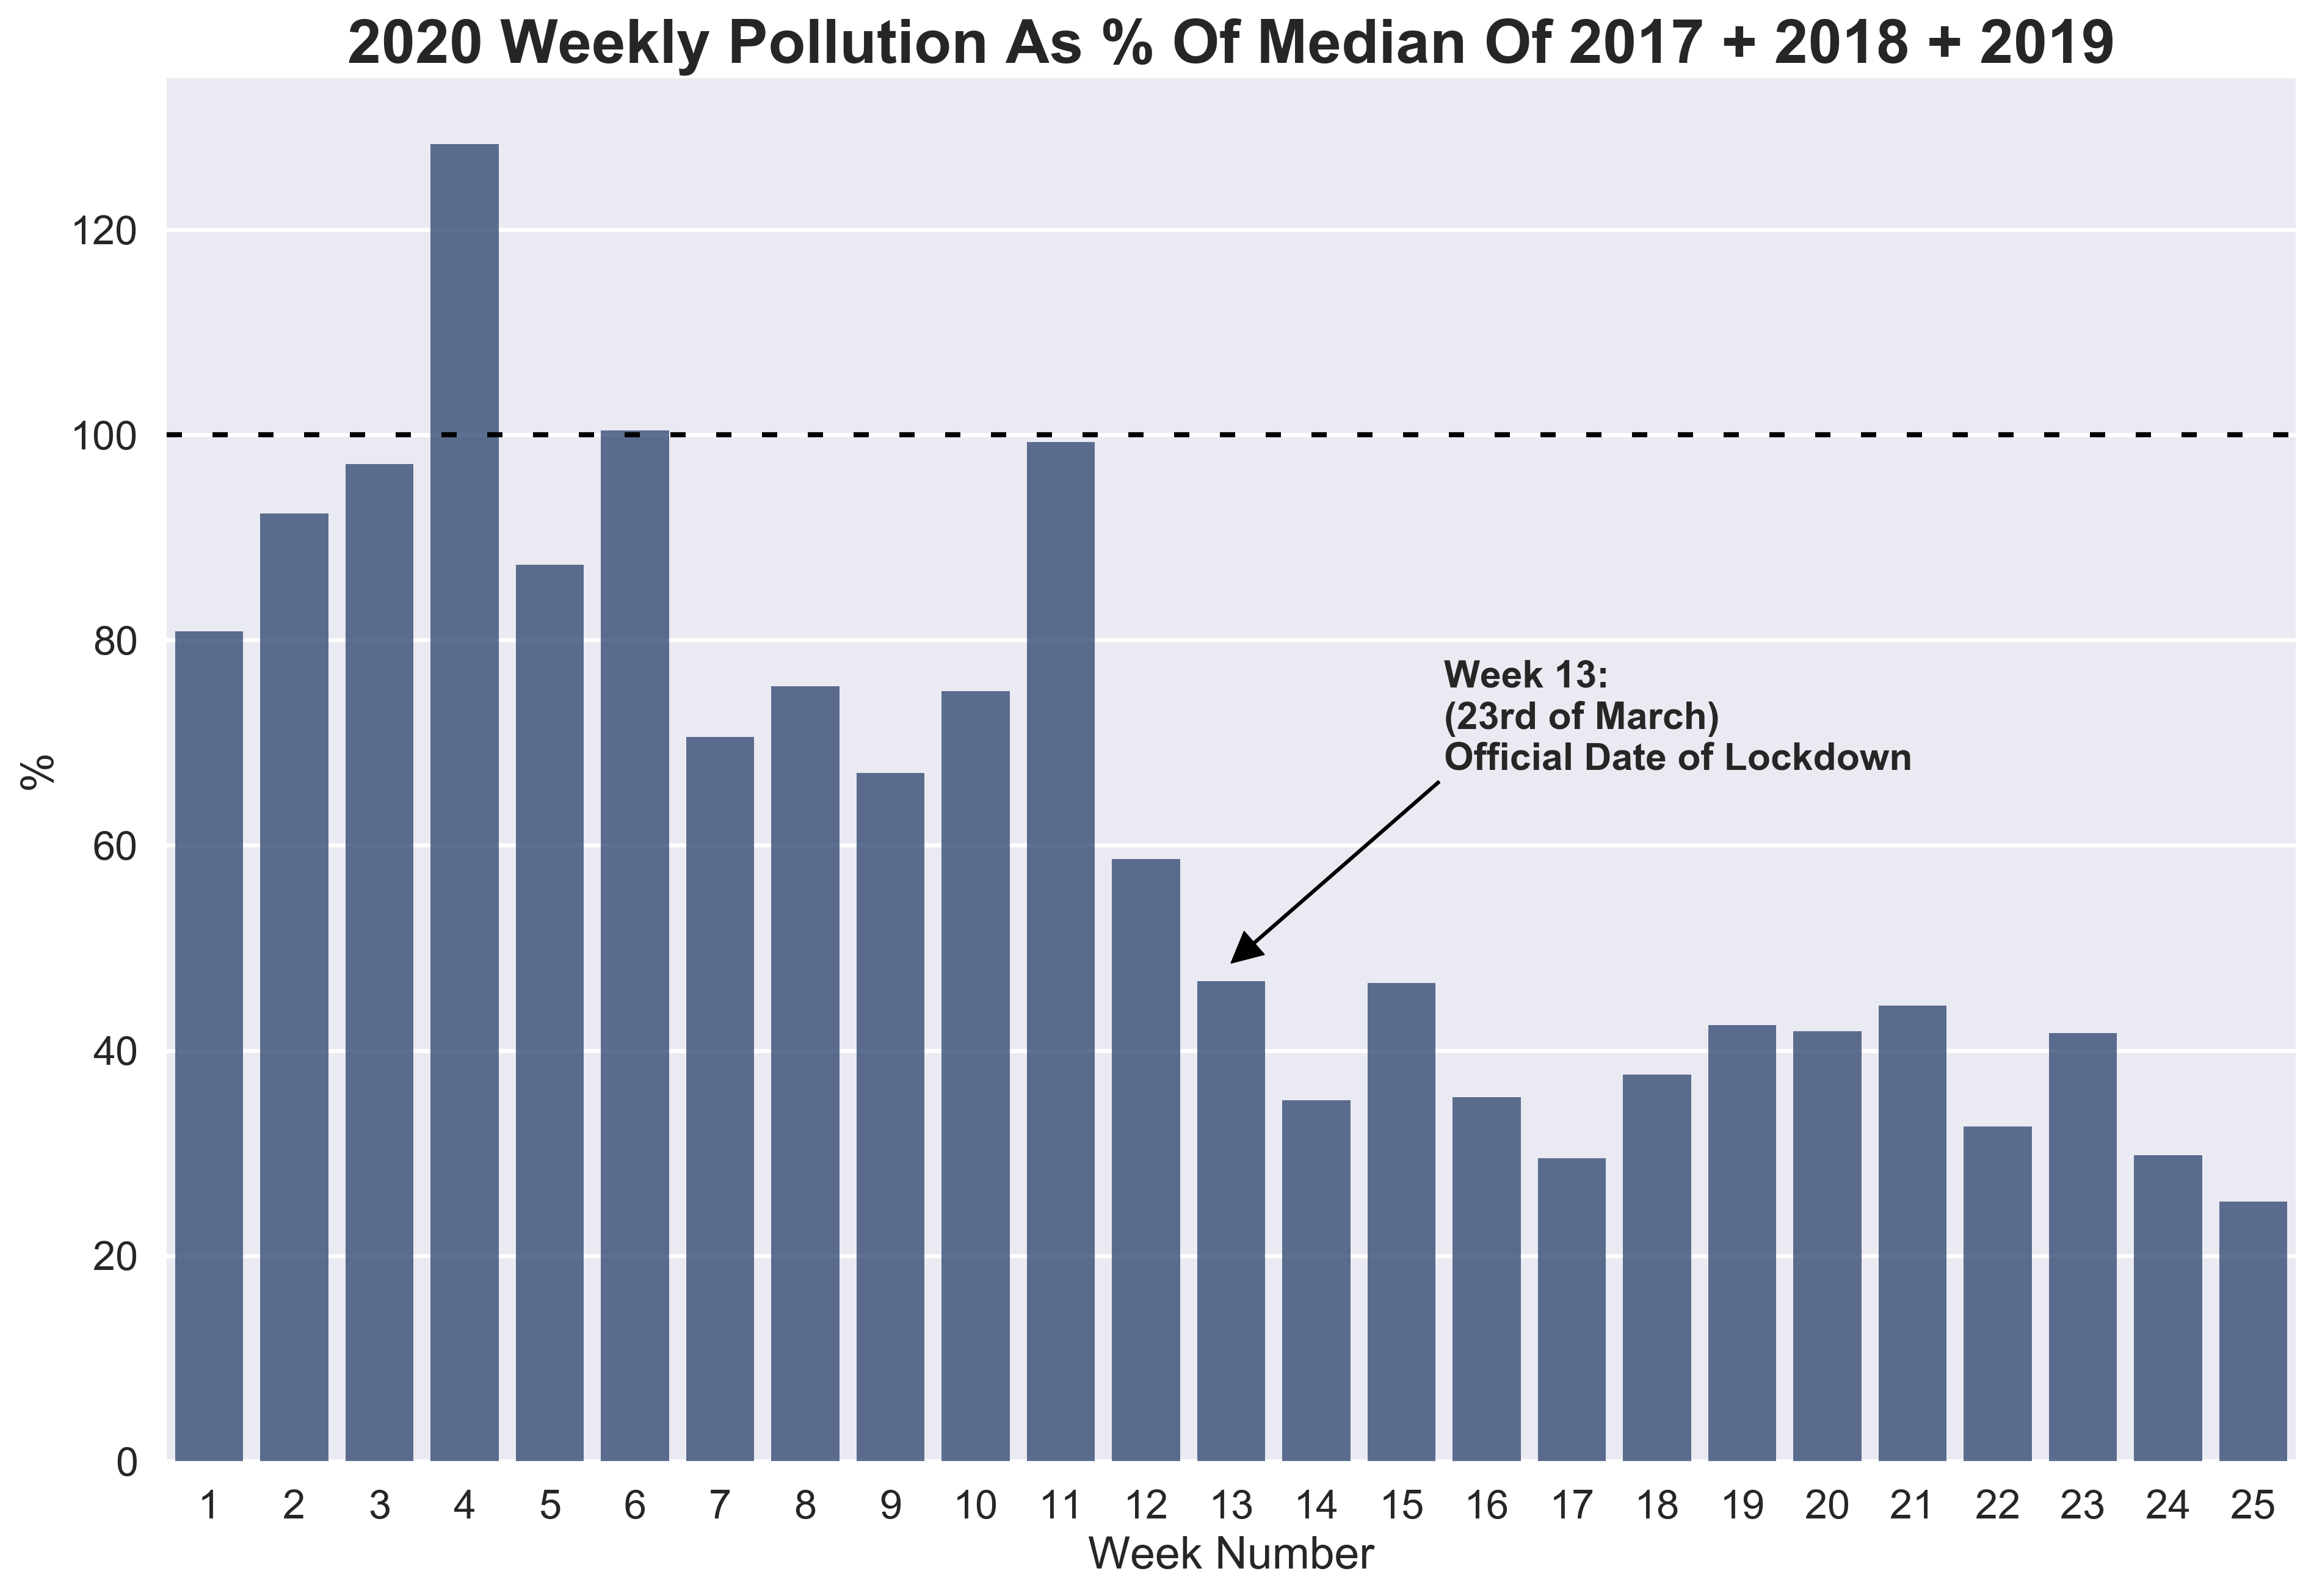 2020 Weekly Pollution As % Of Median Of 2017 + 2018 + 2019
120
100
80
60
40
20
0
%
Week 13:
(23rd of March)
Official Date of Lockdown
1 2 3 4 5 6 7 8 9 10 11 12 13 14 15 16 17 18 19 20 21 22 23 24 25
Week Number